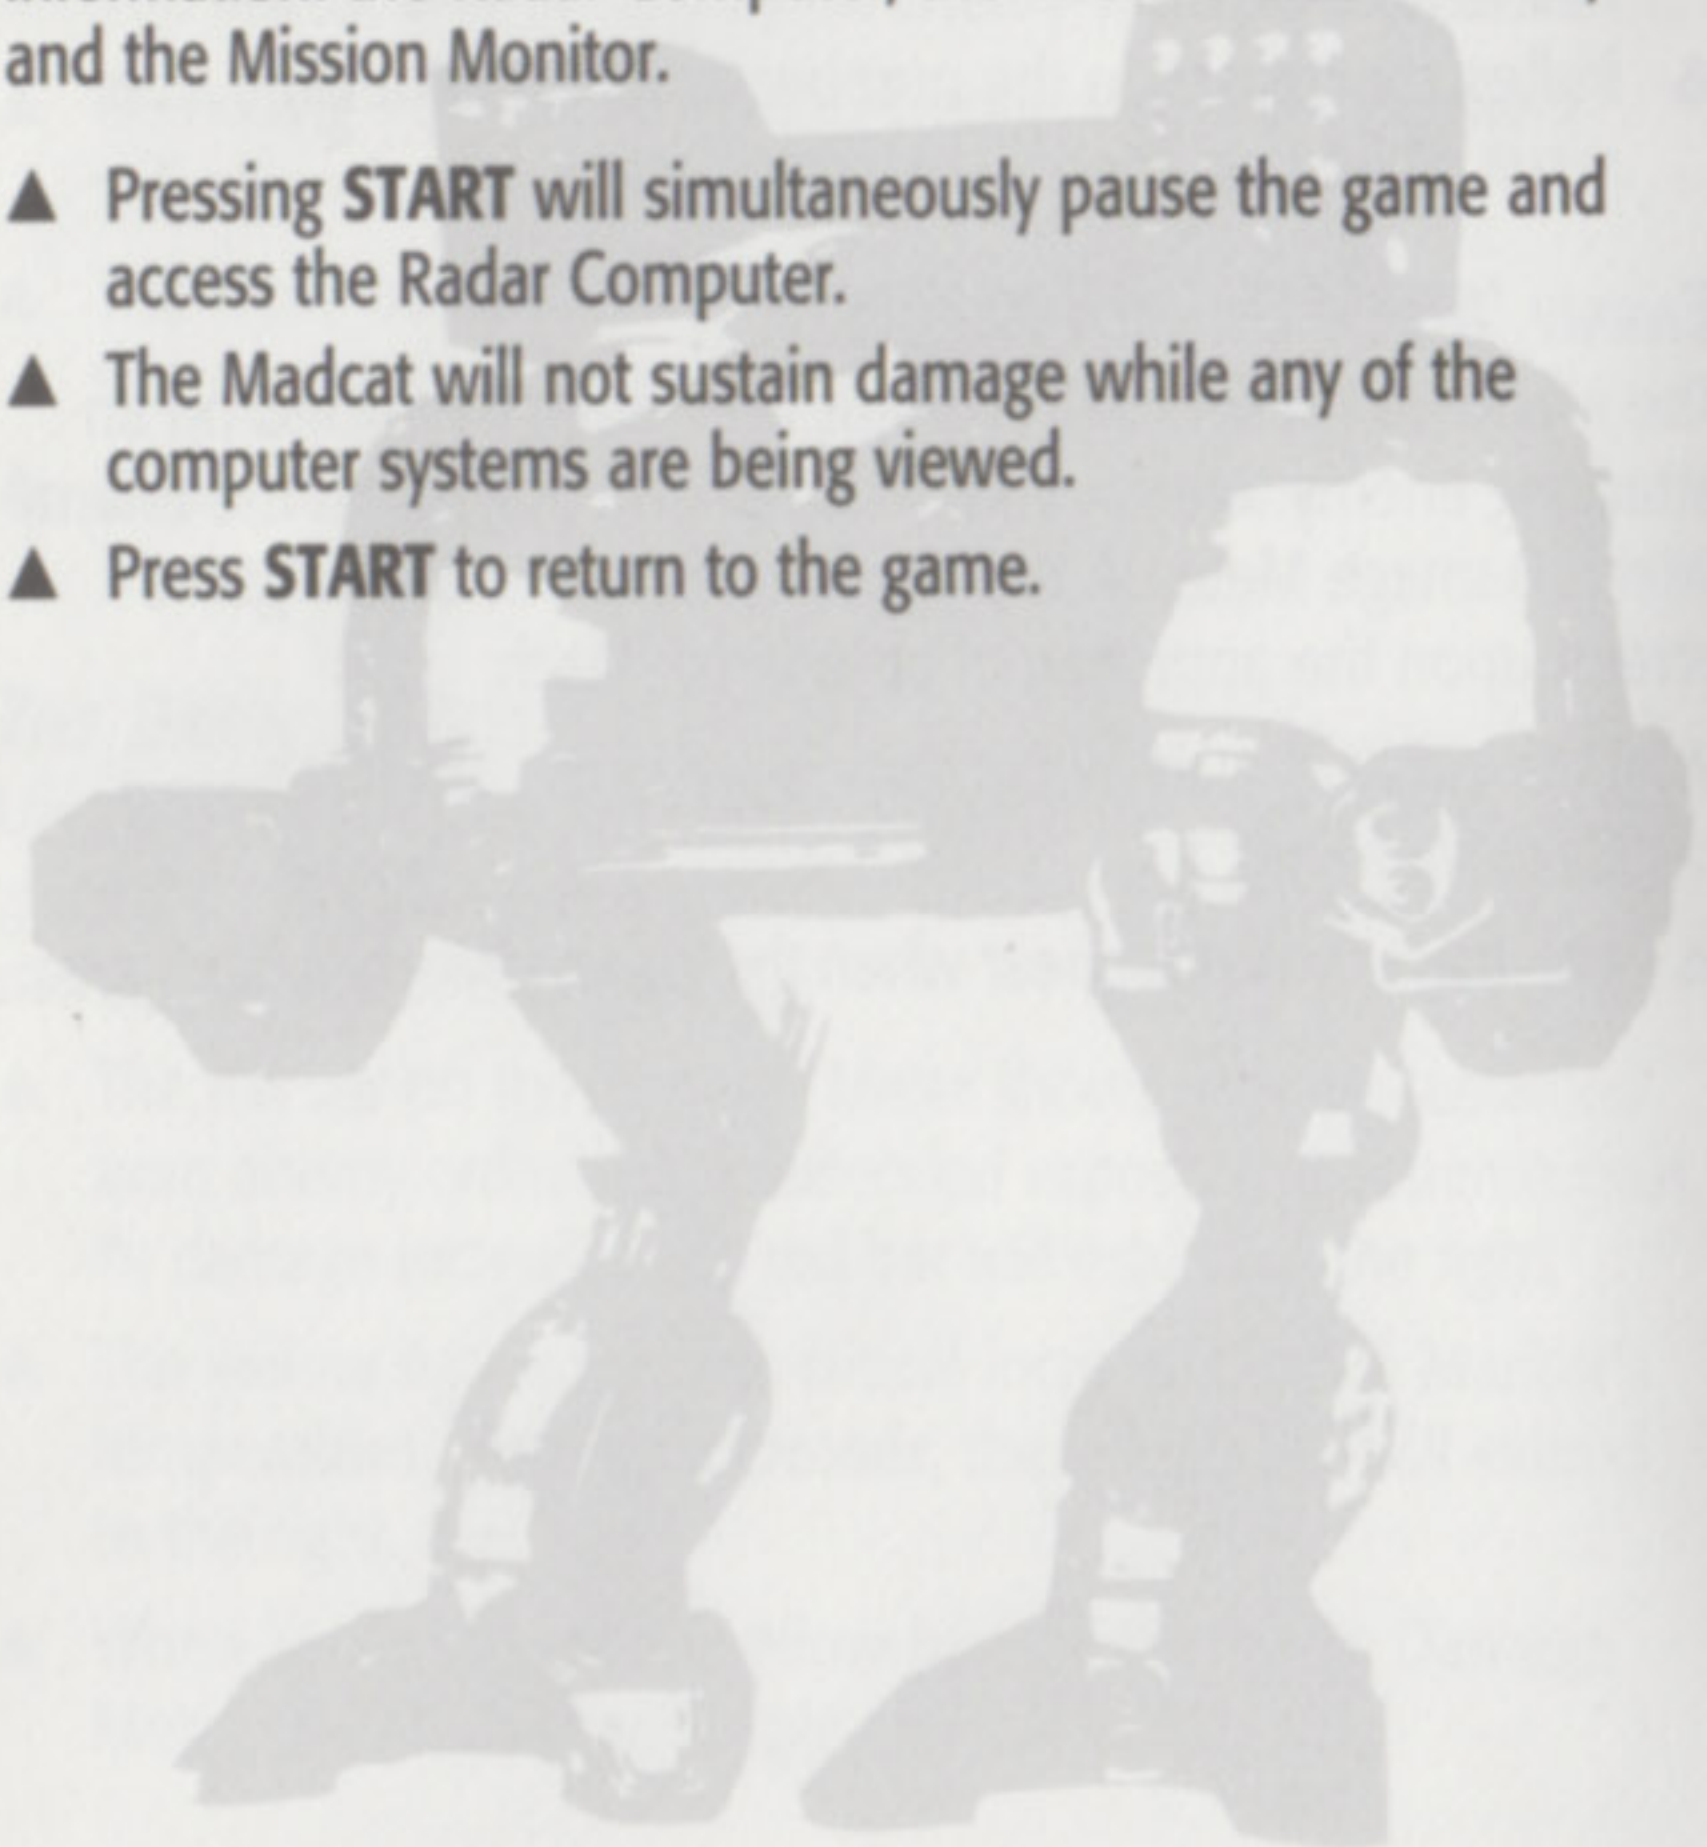 and the Mission Monitor.
▲ Pressing START will simultaneously pause the game and
access the Radar Computer.
▲ The Madcat will not sustain damage while any of the
computer systems are being viewed.
▲ Press START to return to the game.